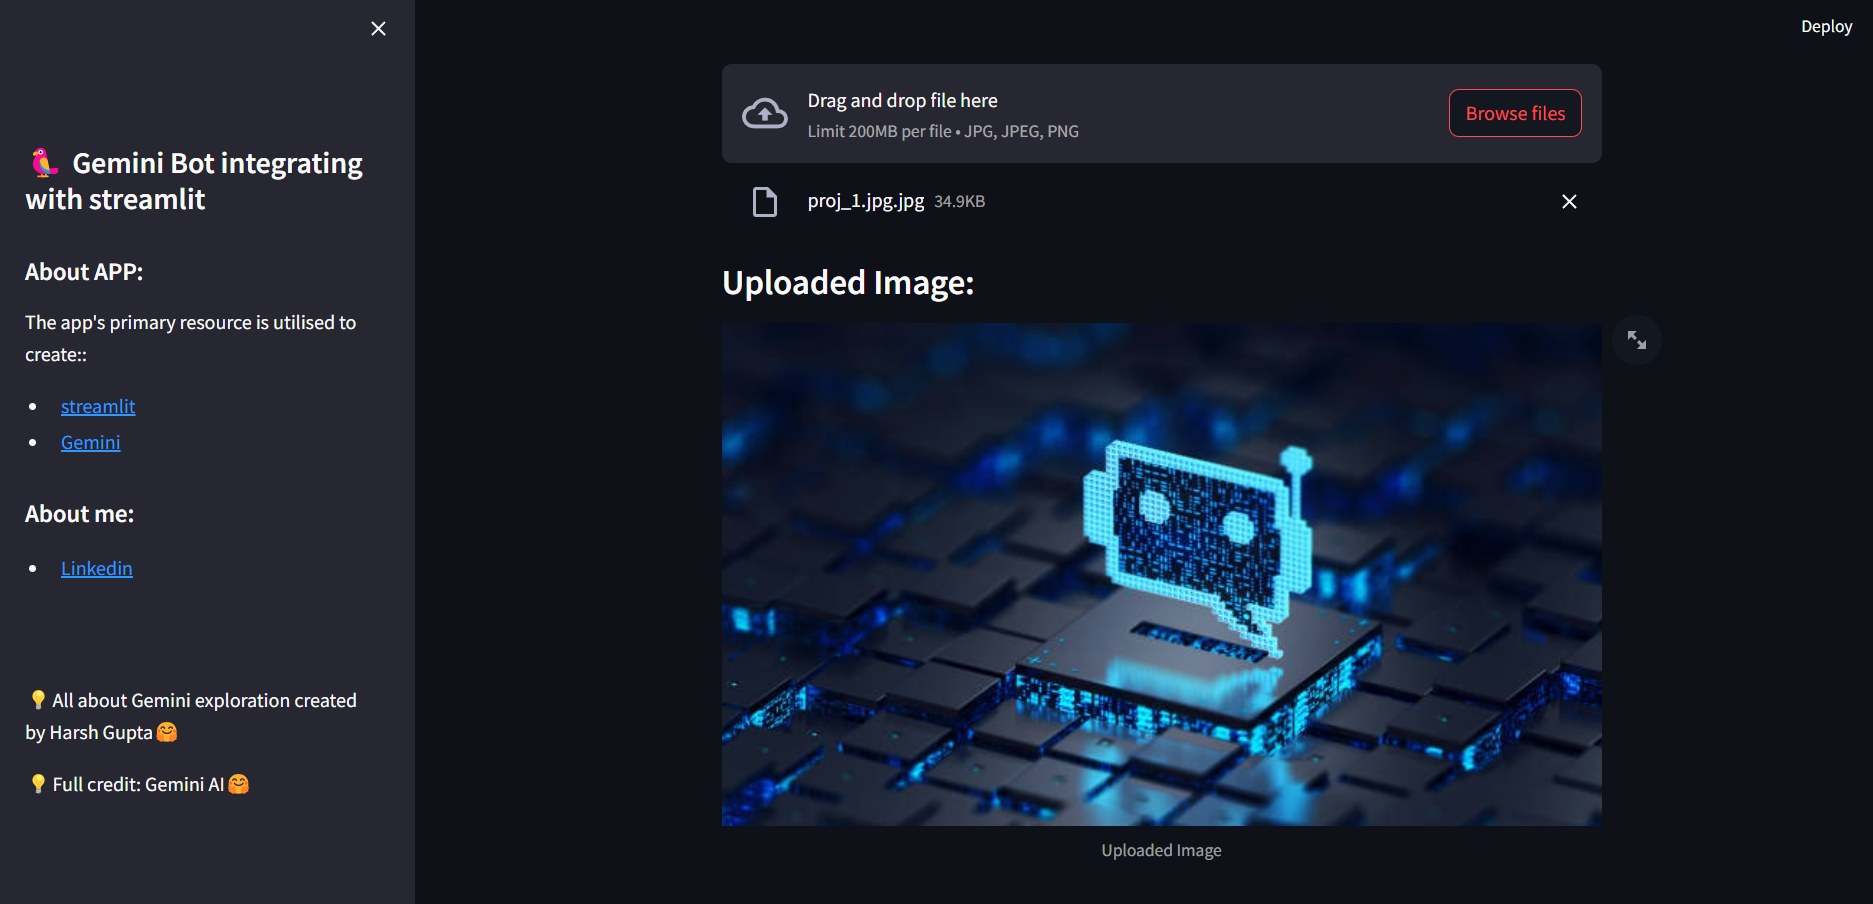 Deploy
🦜 Gemini Bot integrating
with streamlit
About APP:
The app's primary resource is utilised to
create::
streamlit
Gemini
About me:
Linkedin
💡All about Gemini exploration created
by Harsh Gupta🤗
💡Full credit: Gemini AI🤗
Drag and drop file here
Limit 200MB per file • JPG, JPEG, PNG
Browse files
proj_1.jpg.jpg 34.9KB
Uploaded Image:
Uploaded Image